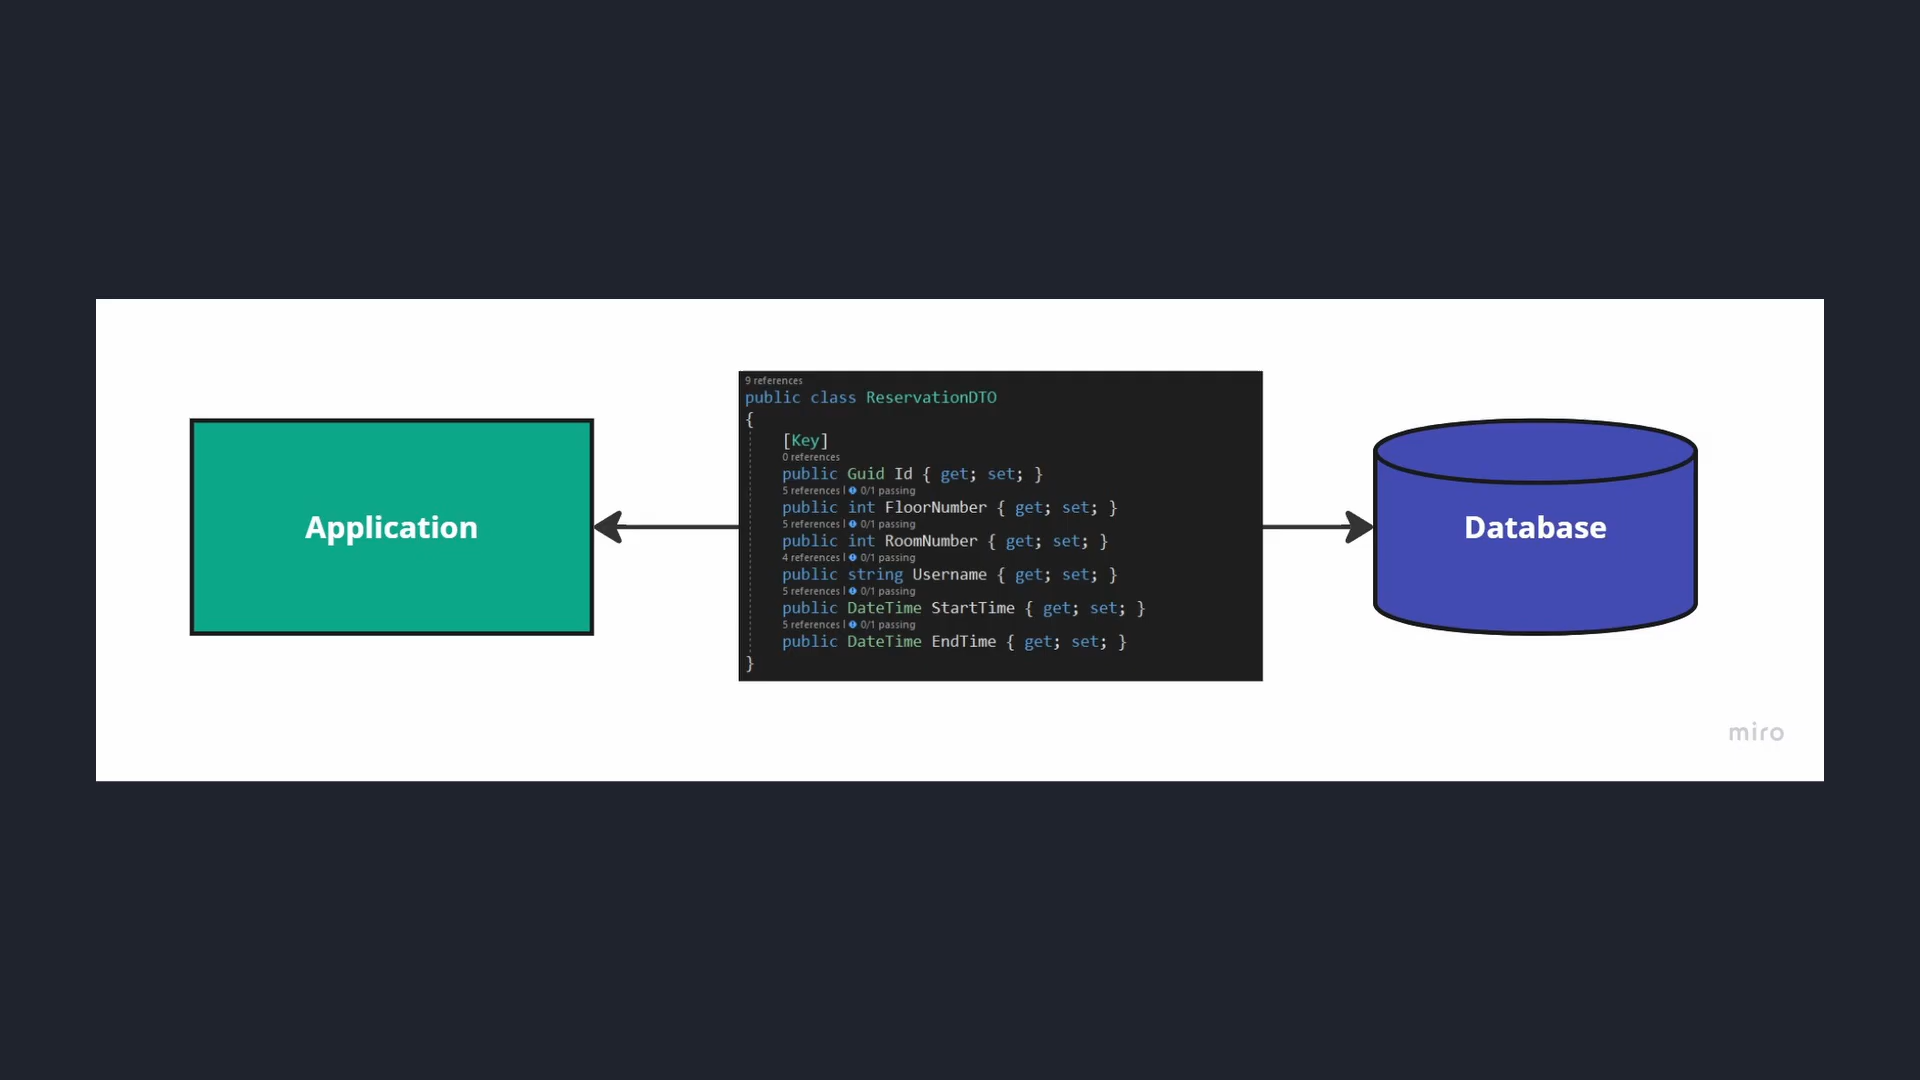 9 references
public class ReservationDTO
{
[Key]
0 references
public Guid Id { get; set; }
5 references | 0/1 passing
public int FloorNumber { get; set; }
5 references | 0/1 passing
public int RoomNumber { get; set; }
4 references | 0/1 passing
public string Username { get; set; }
5 references | 0/1 passing
public DateTime StartTime { get; set; }
5 references | 0/1 passing
public DateTime EndTime { get; set; }
}
Application
Database
miro